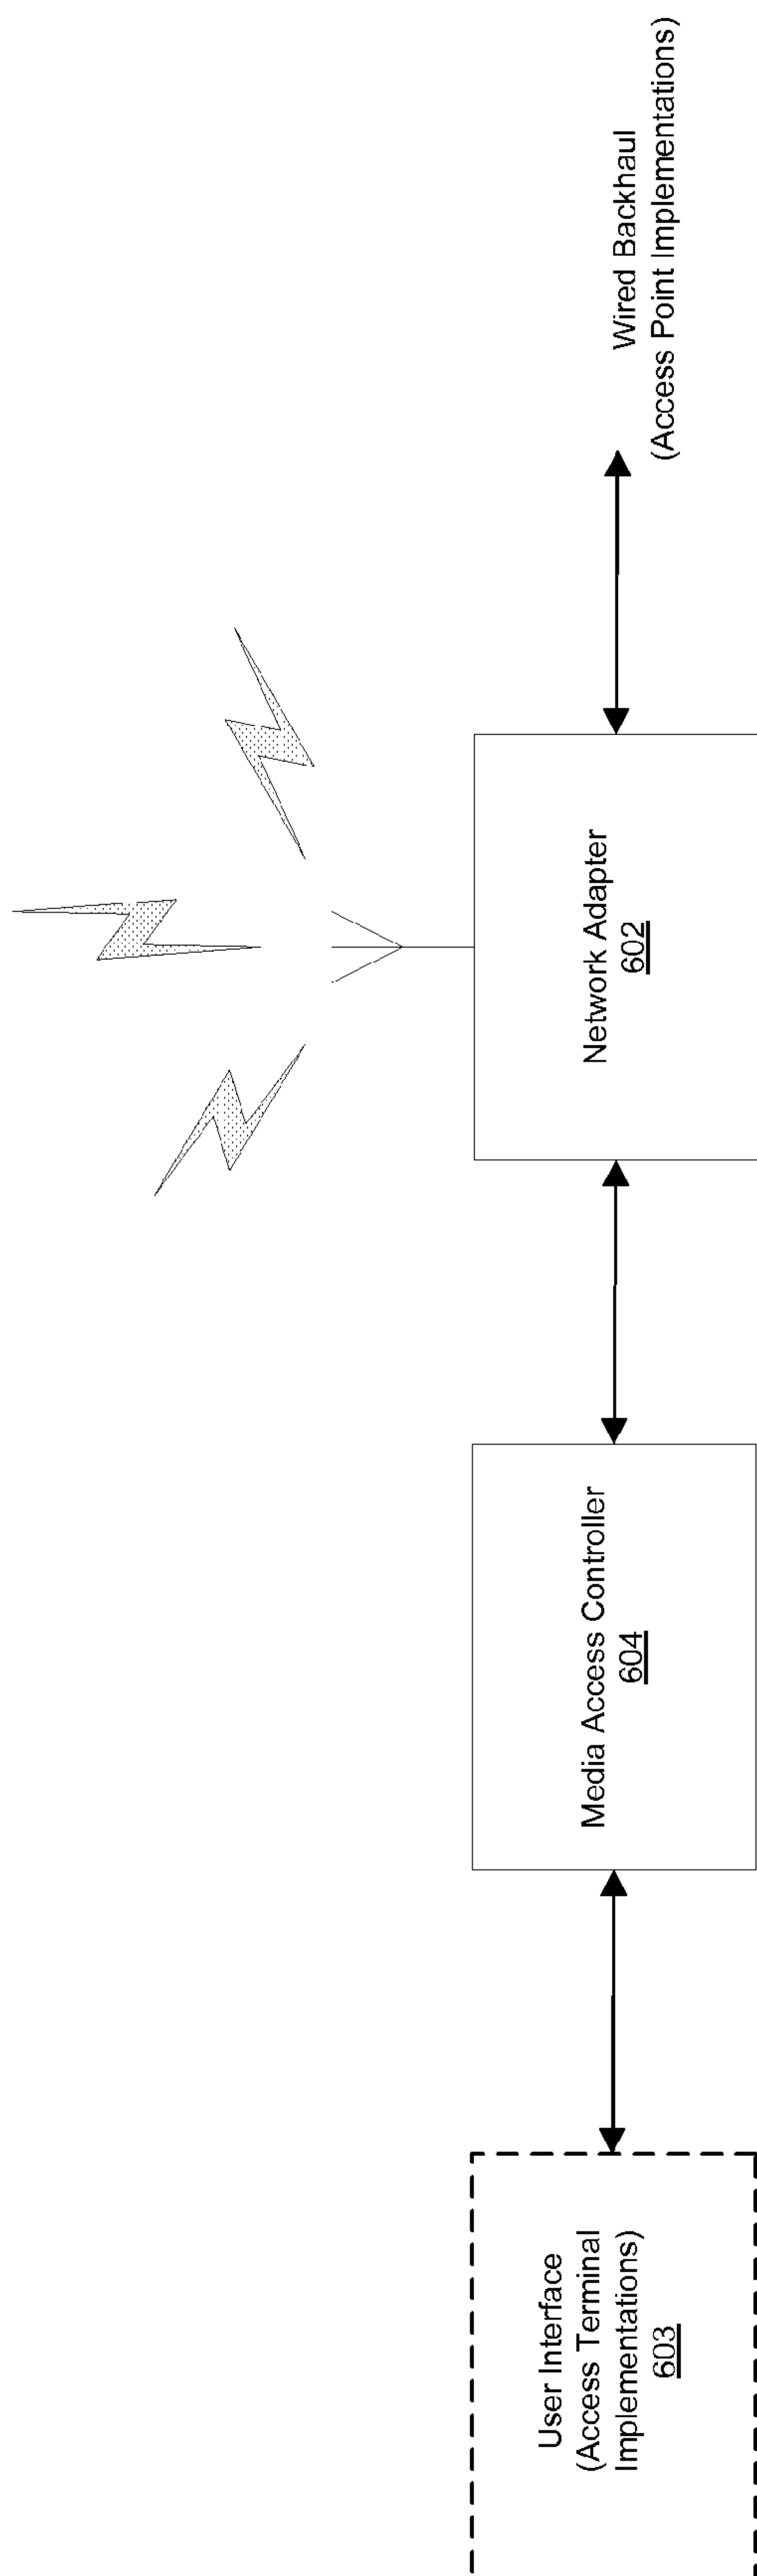 User Interface
(Access Terminal
Implementations)
603
Media Access Controller
604
Network Adapter
602
Wired Backhaul
(Access Point Implementations)